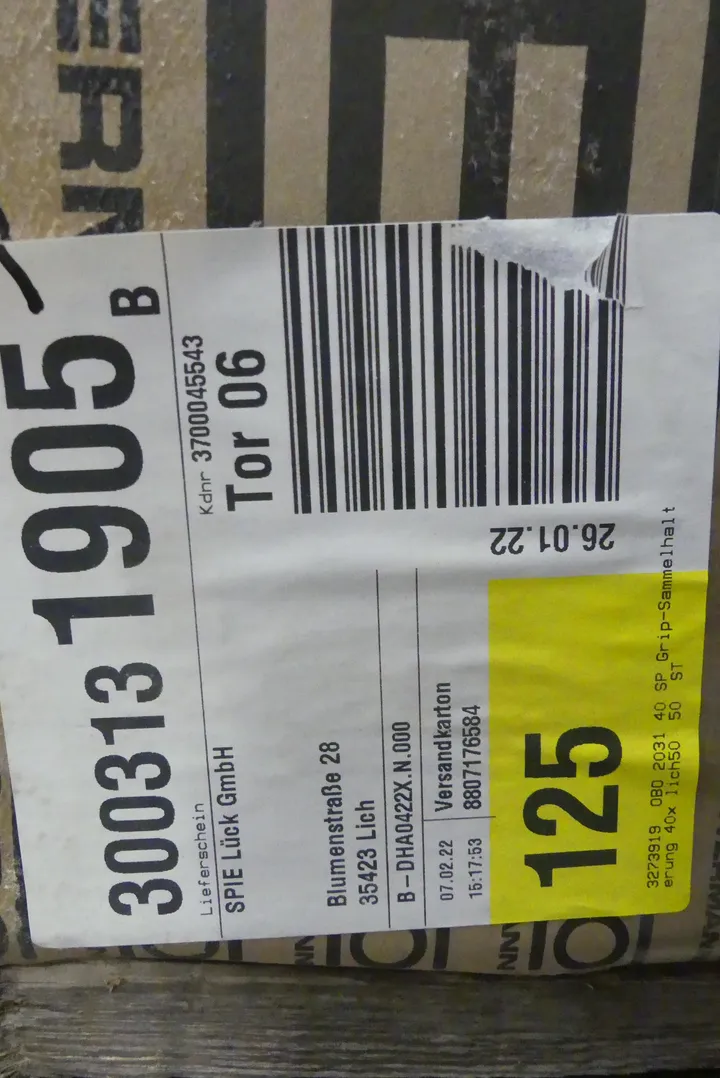 300313 1905 B
Lieferschein
Kdnr 3700045543
SPIE Lück GmbH
Tor 06
Blumenstraße 28
35423 Lich
B-DHA0422X.N.000
07.02.22
15:17:53
Versandkarton
8807176584
26.01.22
125
3273919 OBO 2031 40 SP Grip-Sammelhalt
erung 40x lich50 50 ST